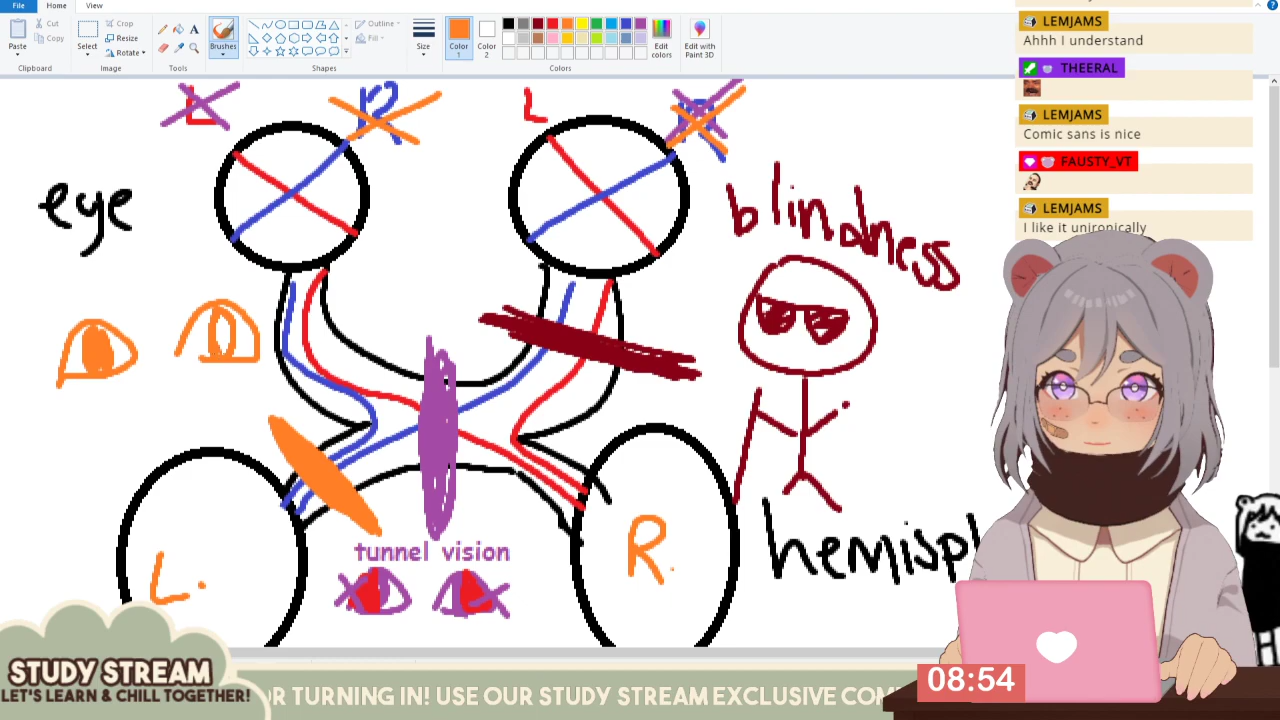 File Home View
Paste
Cut
Copy
Clipboard
Select
Crop
Resize
Rotate
Image
Tools
Brushes
Shapes
Outline
Fill
Size
Color 1
Color 2
Colors
Edit colors
Edit with Paint 3D
L R L R
eye
blindness
tunnel vision
L. R.
hemisph
LEMJAMS
Ahhh I understand
THEERAL
LEMJAMS
Comic sans is nice
FAUSTY_VT
LEMJAMS
I like it unironically
STUDY STREAM
LET'S LEARN & CHILL TOGETHER!
OR TURNING IN! USE OUR STUDY STREAM EXCLUSIVE COM
08:54